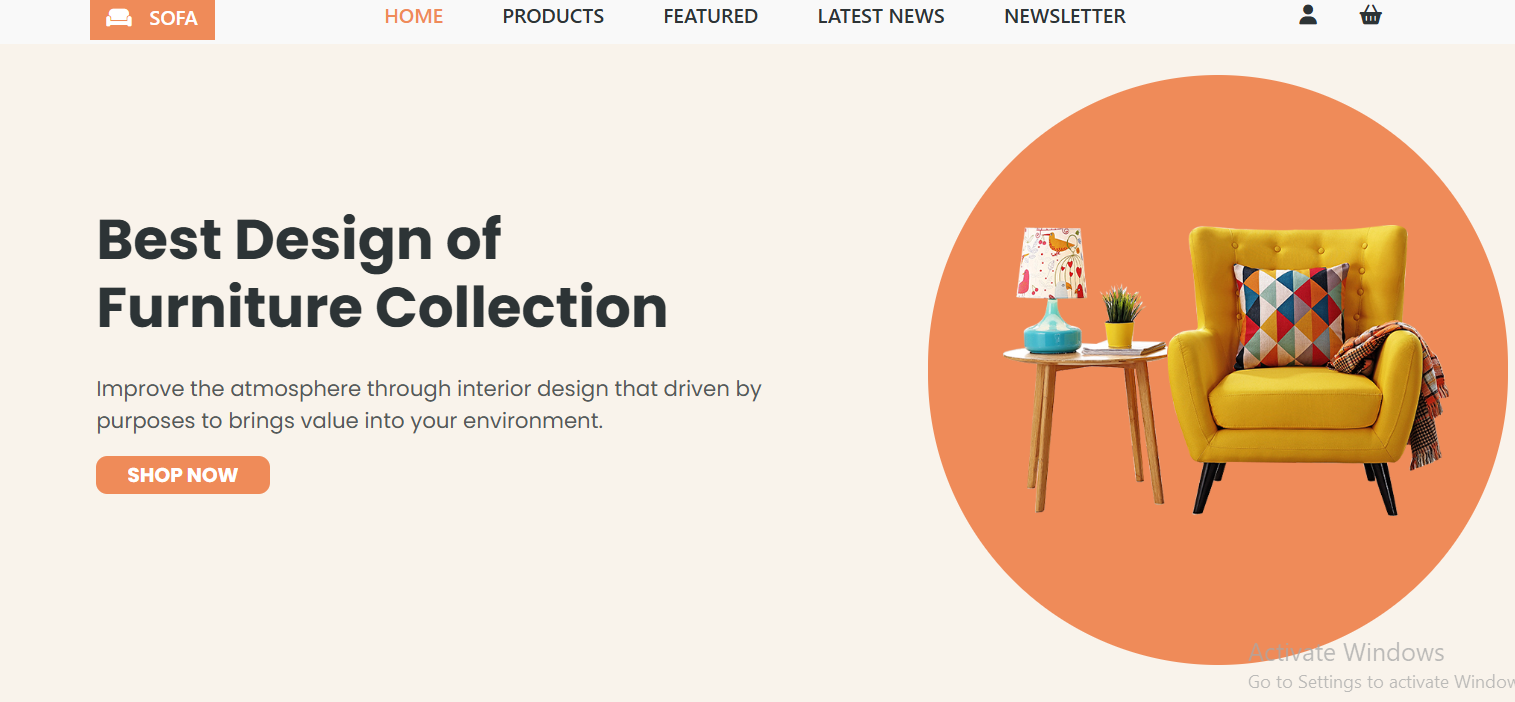 SOFA
HOME PRODUCTS FEATURED LATEST NEWS NEWSLETTER
Best Design of
Furniture Collection
Improve the atmosphere through interior design that driven by
purposes to brings value into your environment.
SHOP NOW
Activate Windows
Go to Settings to activate Window